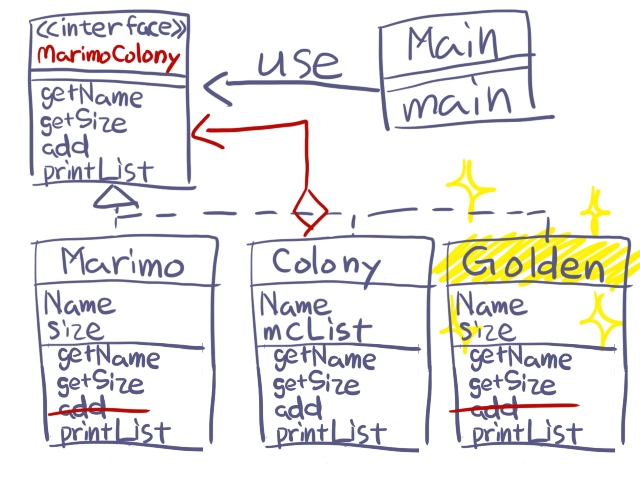 <<interface>>
MarimoColony
getName
getSize
add
printList
use
Main
main
Marimo
Name
size
getName
getSize
add
printList
Colony
Name
mcList
getName
getSize
add
printList
Golden
Name
size
getName
getSize
add
printList